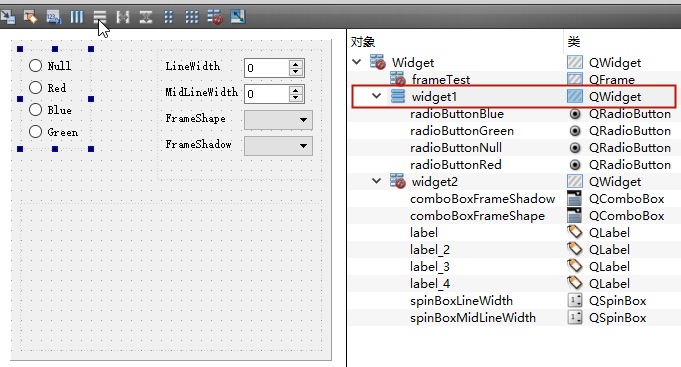 Null
Red
Blue
Green
LineWidth 0
MidLineWidth 0
FrameShape
FrameShadow
对象 类
Widget QWidget
frameTest QFrame
widget1 QWidget
radioButtonBlue QRadioButton
radioButtonGreen QRadioButton
radioButtonNull QRadioButton
radioButtonRed QRadioButton
widget2 QWidget
comboBoxFrameShadow QComboBox
comboBoxFrameShape QComboBox
label QLabel
label_2 QLabel
label_3 QLabel
label_4 QLabel
spinBoxLineWidth QSpinBox
spinBoxMidLineWidth QSpinBox